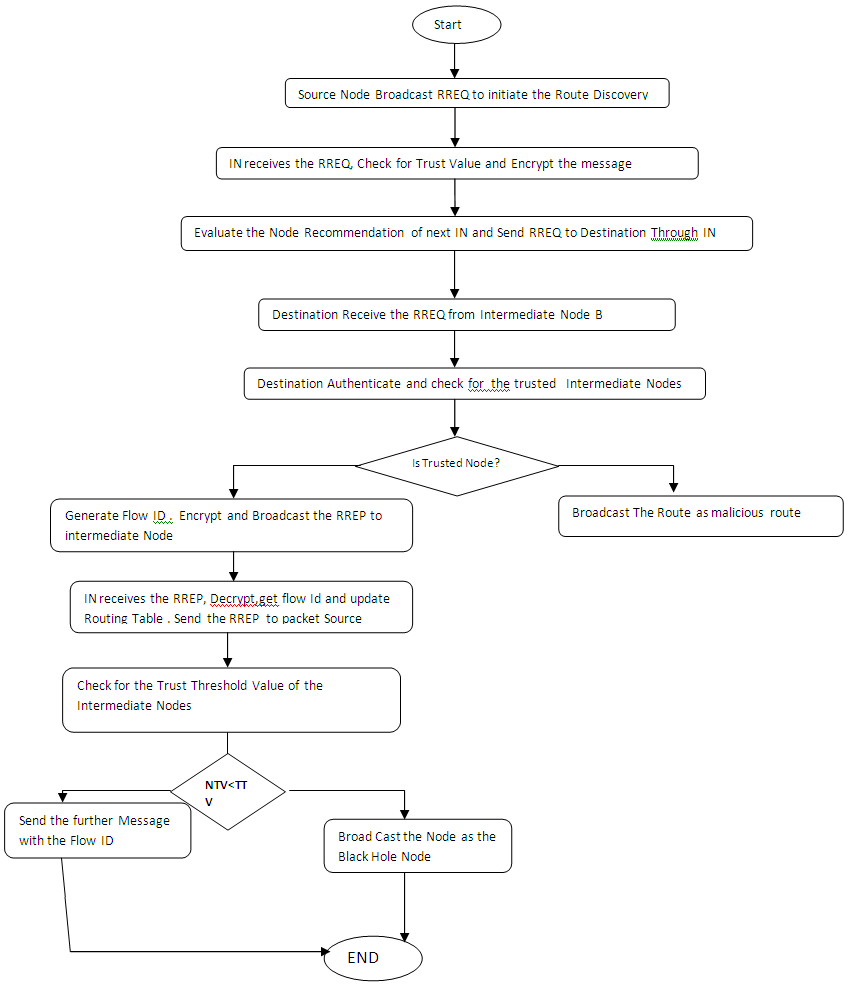 Start
Source Node Broadcast RREQ to initiate the Route Discovery
IN receives the RREQ, Check for Trust Value and Encrypt the message
Evaluate the Node Recommendation of next IN and Send RREQ to Destination Through IN
Destination Receive the RREQ from Intermediate Node B
Destination Authenticate and check for the trusted Intermediate Nodes
Is Trusted Node?
Generate Flow ID . Encrypt and Broadcast the RREP to
intermediate Node
Broadcast The Route as malicious route
IN receives the RREP, Decrypt,get flow Id and update
Routing Table . Send the RREP to packet Source
Check for the Trust Threshold Value of the
Intermediate Nodes
NTV<TT
V
Send the further Message
with the Flow ID
Broad Cast the Node as the
Black Hole Node
END